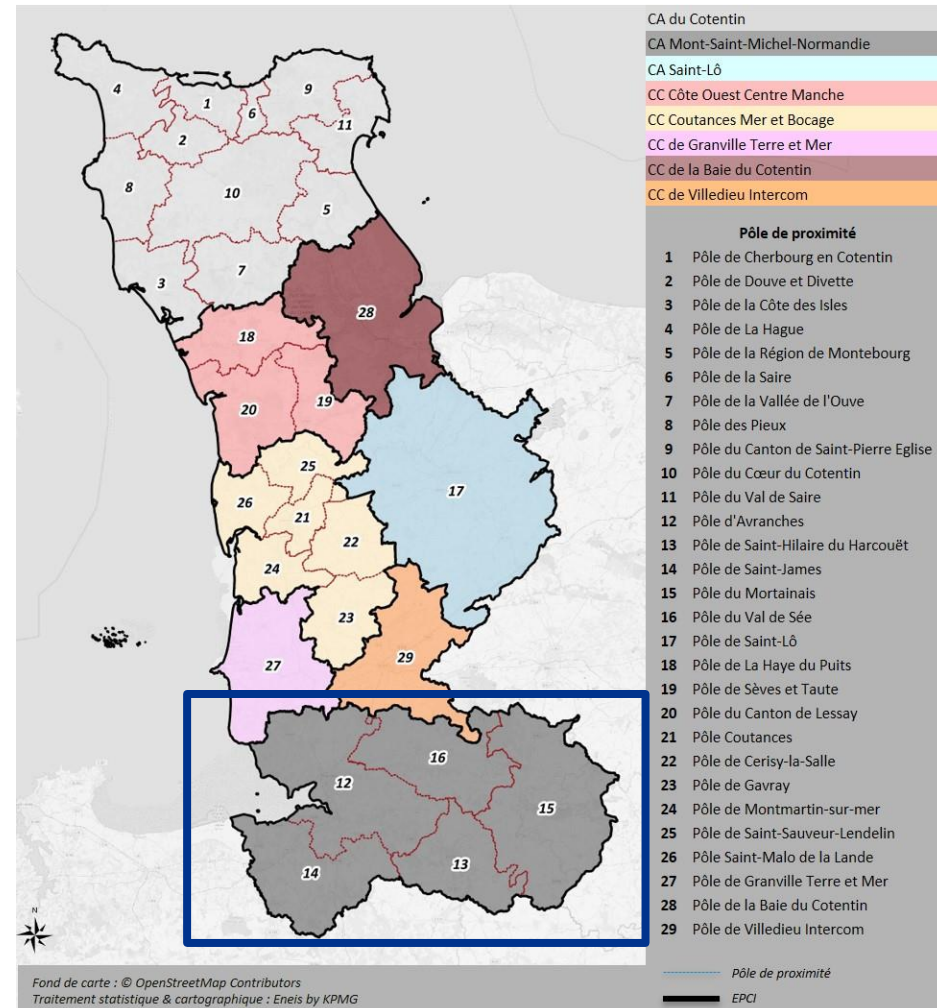 CA du Cotentin
CA Mont-Saint-Michel-Normandie
CA Saint-Lô
CC Côte Ouest Centre Manche
CC Coutances Mer et Bocage
CC de Granville Terre et Mer
CC de la Baie du Cotentin
CC de Villedieu Intercom
Pôle de proximité
1 Pôle de Cherbourg en Cotentin
2 Pôle de Douve et Divette
3 Pôle de la Côte des Isles
4 Pôle de La Hague
5 Pôle de la Région de Montebourg
6 Pôle de la Saire
7 Pôle de la Vallée de l'Ouve
8 Pôle des Pieux
9 Pôle du Canton de Saint-Pierre Eglise
10 Pôle du Cœur du Cotentin
11 Pôle du Val de Saire
12 Pôle d'Avranches
13 Pôle de Saint-Hilaire du Harcouët
14 Pôle de Saint-James
15 Pôle du Mortainais
16 Pôle du Val de Sée
17 Pôle de Saint-Lô
18 Pôle de La Haye du Puits
19 Pôle de Sèves et Taute
20 Pôle du Canton de Lessay
21 Pôle Coutances
22 Pôle de Cerisy-la-Salle
23 Pôle de Gavray
24 Pôle de Montmartin-sur-mer
25 Pôle de Saint-Sauveur-Lendelin
26 Pôle Saint-Malo de la Lande
27 Pôle de Granville Terre et Mer
28 Pôle de la Baie du Cotentin
29 Pôle de Villedieu Intercom
Pôle de proximité
EPCI
4
1
6
9
11
2
8
10
5
3
7
28
18
20
19
17
25
26
21
22
24
23
27
29
16
12
15
14
13
N
Fond de carte : © OpenStreetMap Contributors
Traitement statistique & cartographique : Eneis by KPMG